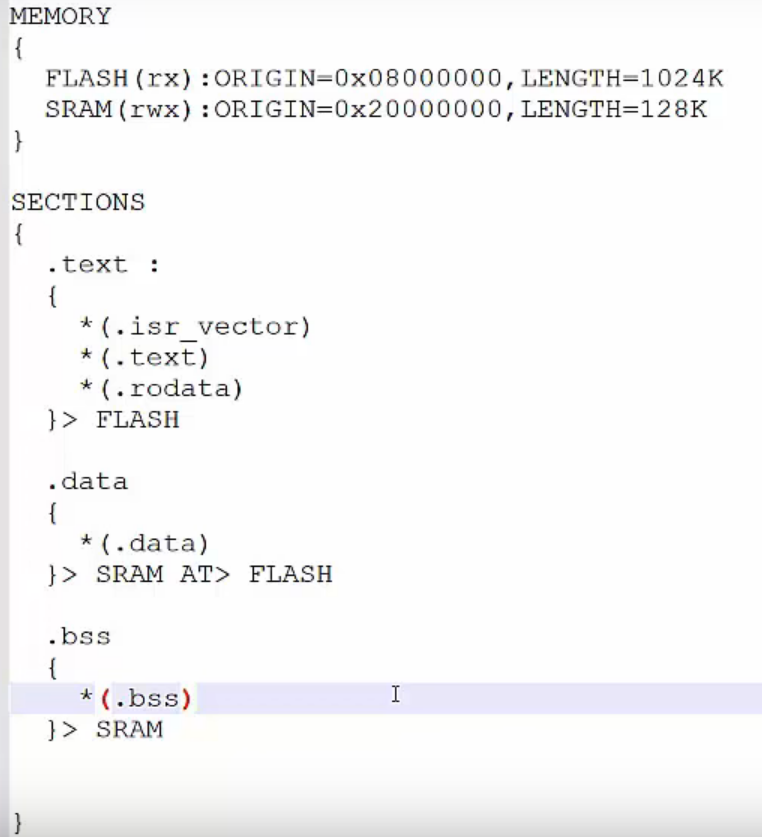 MEMORY
{
FLASH(rx):ORIGIN=0x08000000,LENGTH=1024K
SRAM(rwx):ORIGIN=0x20000000,LENGTH=128K
}
SECTIONS
{
.text :
{
*(.isr_vector)
*(.text)
*(.rodata)
}> FLASH
.data
{
*(.data)
}> SRAM AT> FLASH
.bss
{
*(.bss)
}> SRAM
}